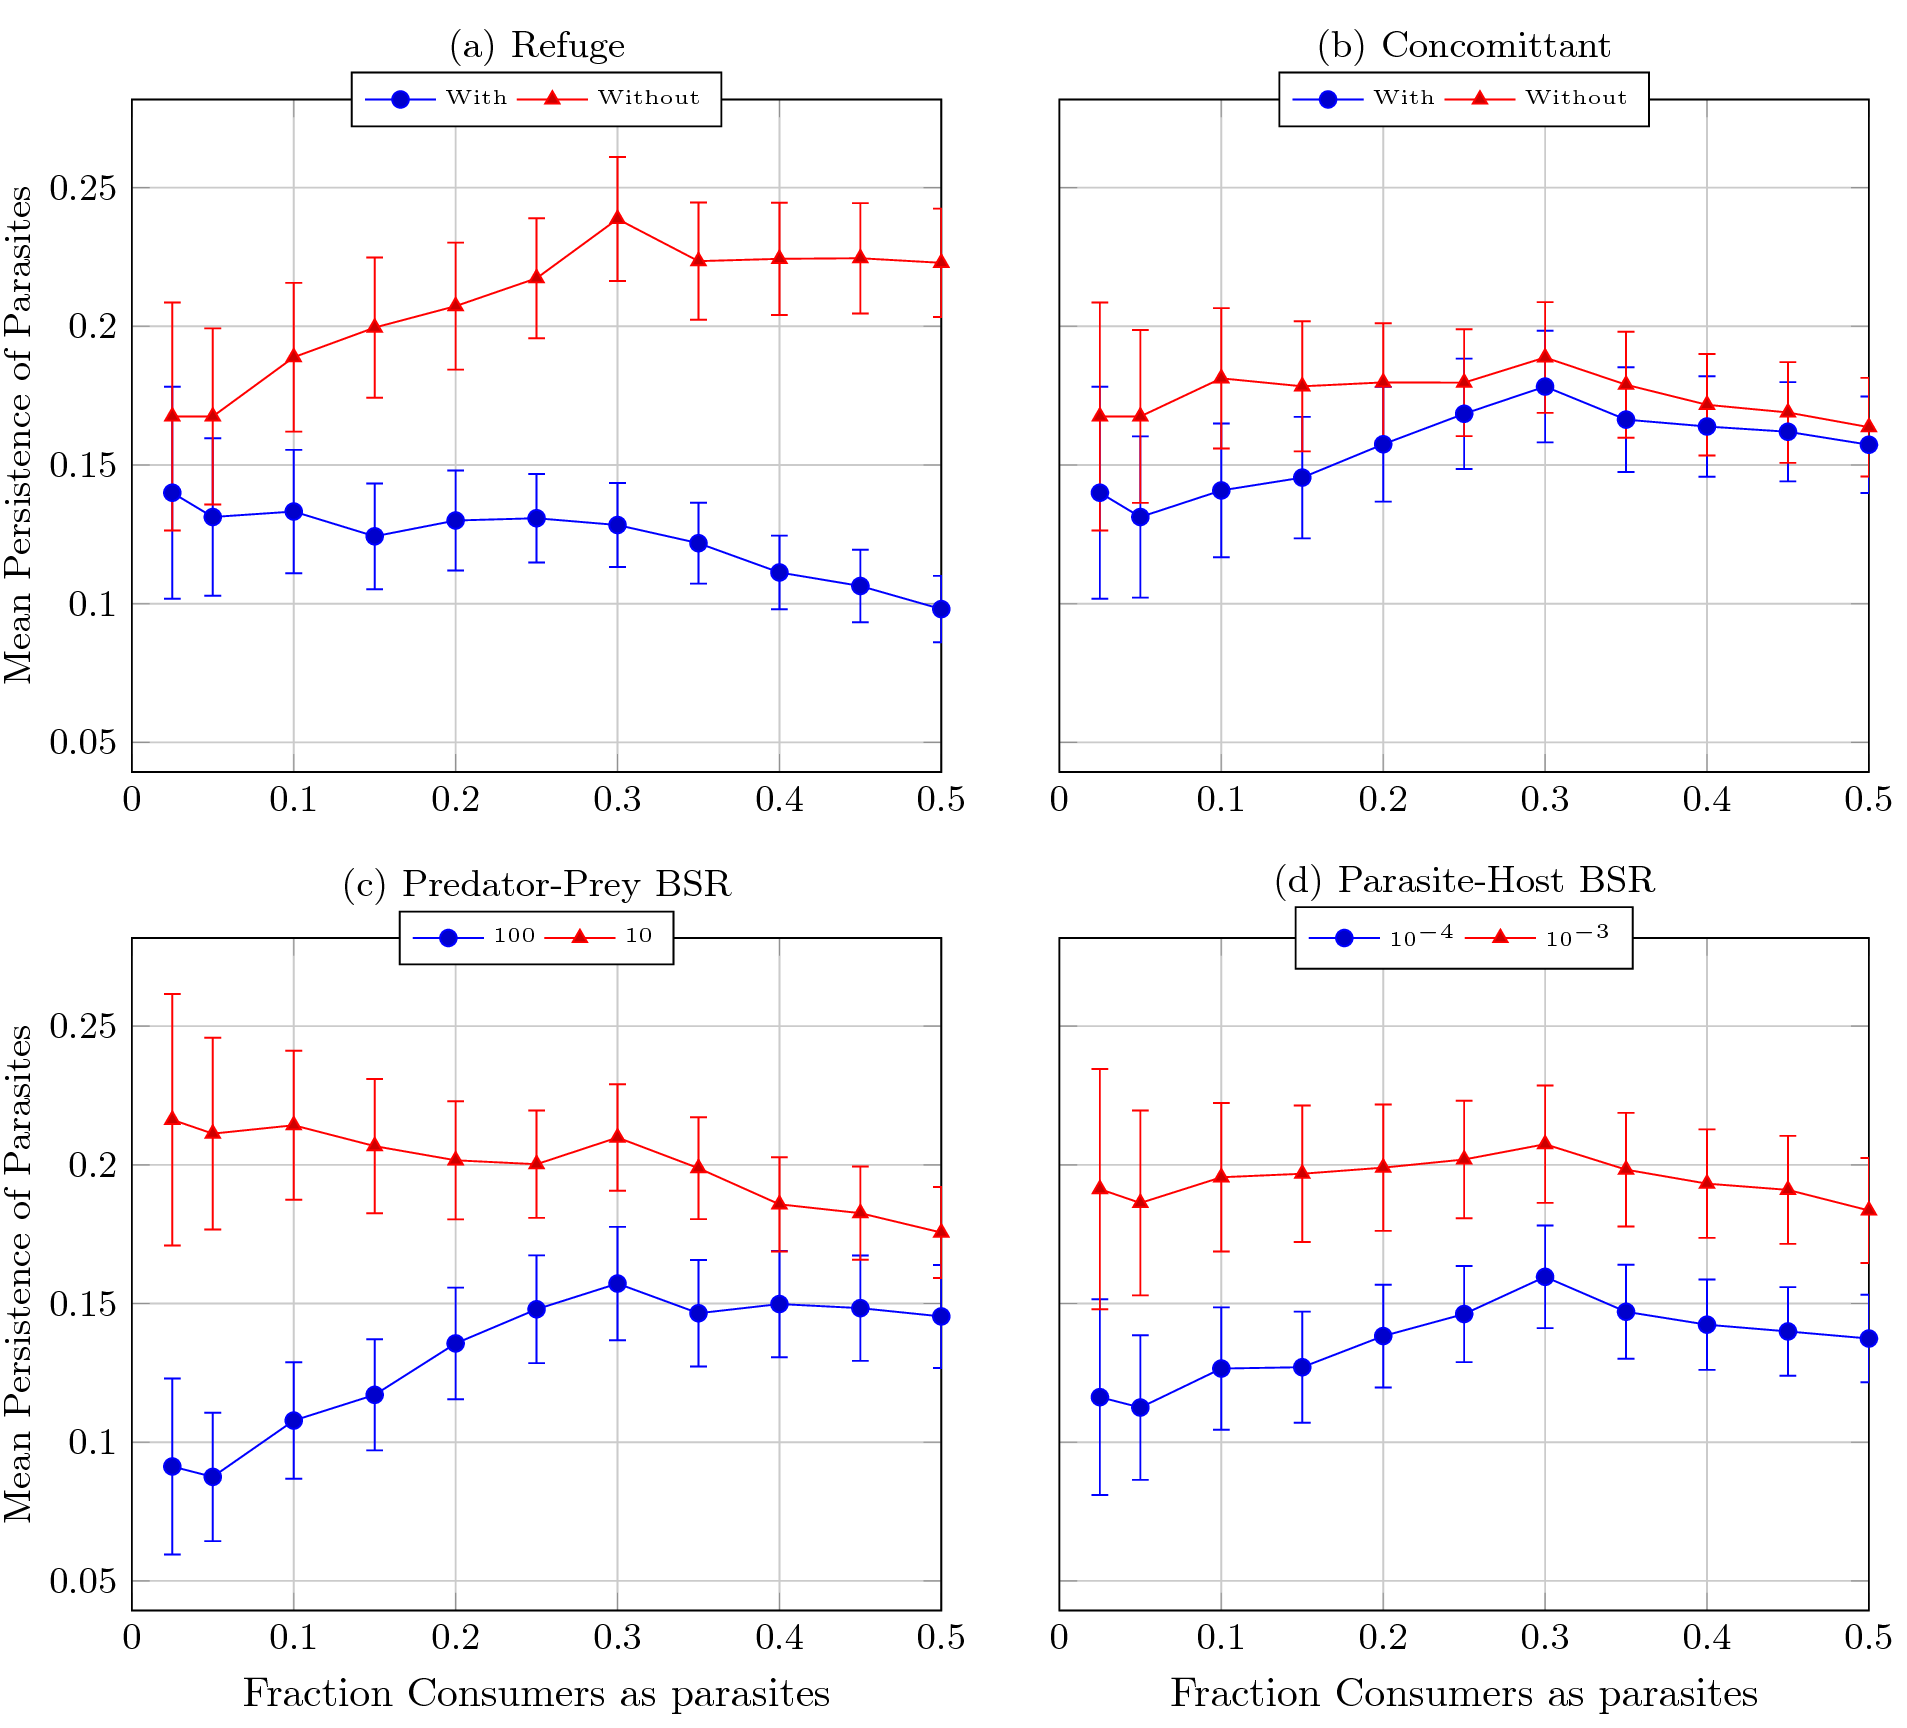 (a) Refuge
With Without
Mean Persistence of Parasites
0.25
0.2
0.15
0.1
0.05
0 0.1 0.2 0.3 0.4 0.5
(b) Concomittant
With Without
0 0.1 0.2 0.3 0.4 0.5
(c) Predator-Prey BSR
100 10
Mean Persistence of Parasites
0.25
0.2
0.15
0.1
0.05
0 0.1 0.2 0.3 0.4 0.5
Fraction Consumers as parasites
(d) Parasite-Host BSR
10⁻⁴ 10⁻³
0 0.1 0.2 0.3 0.4 0.5
Fraction Consumers as parasites